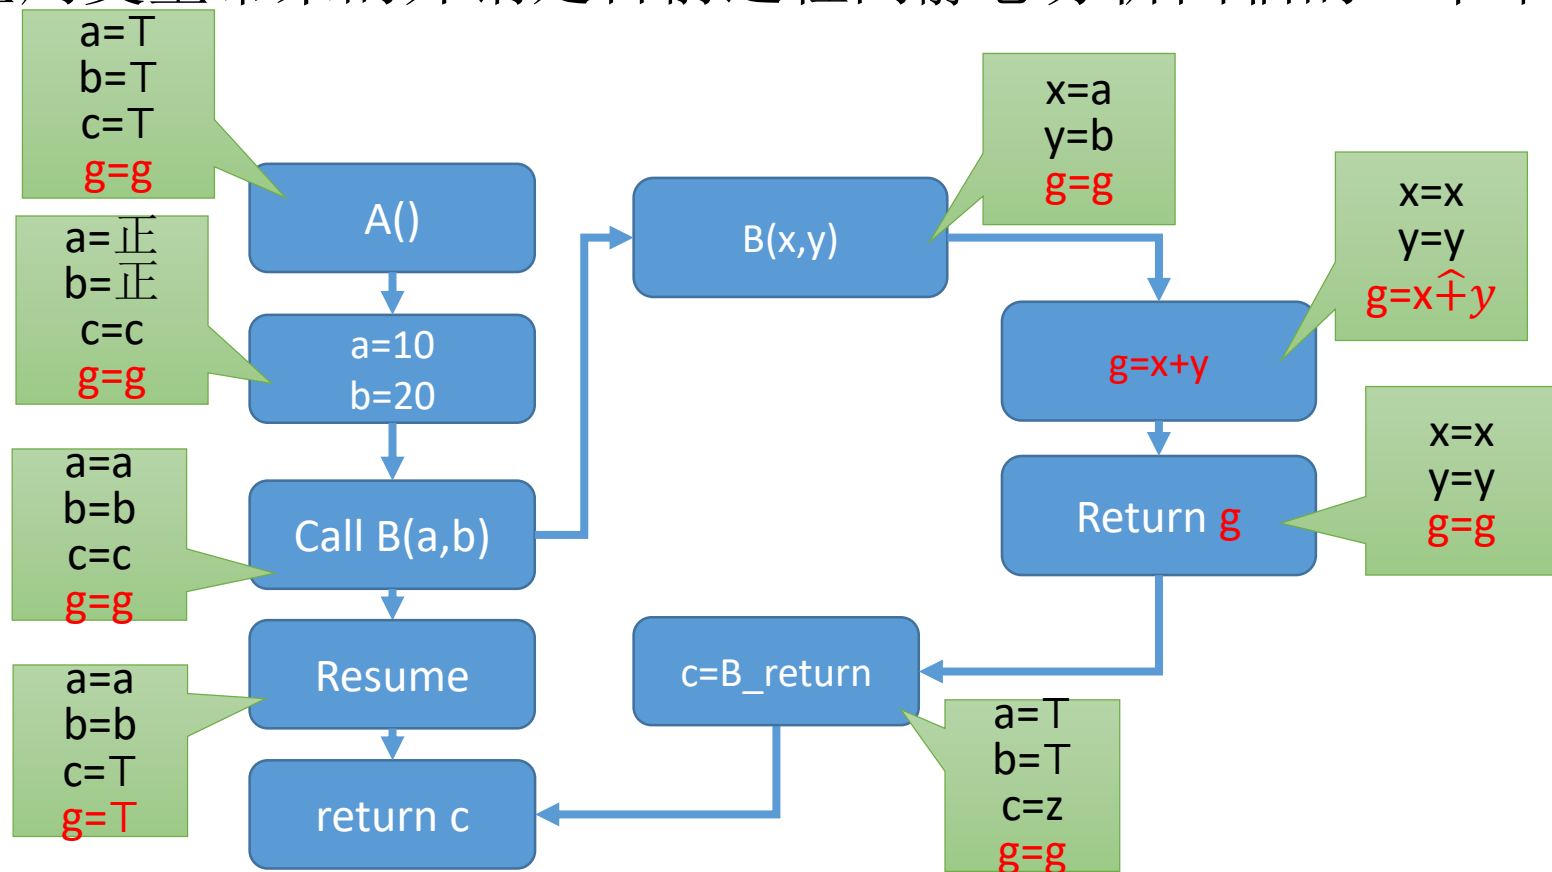 a=⊤
b=⊤
c=⊤
g=g
A()
a=正
b=正
c=c
g=g
a=10
b=20
a=a
b=b
c=c
g=g
Call B(a,b)
a=a
b=b
c=⊤
g=⊤
Resume
return c
B(x,y)
x=a
y=b
g=g
x=x
y=y
g=x+̂y
g=x+y
x=x
y=y
g=g
Return g
c=B_return
a=⊤
b=⊤
c=z
g=g